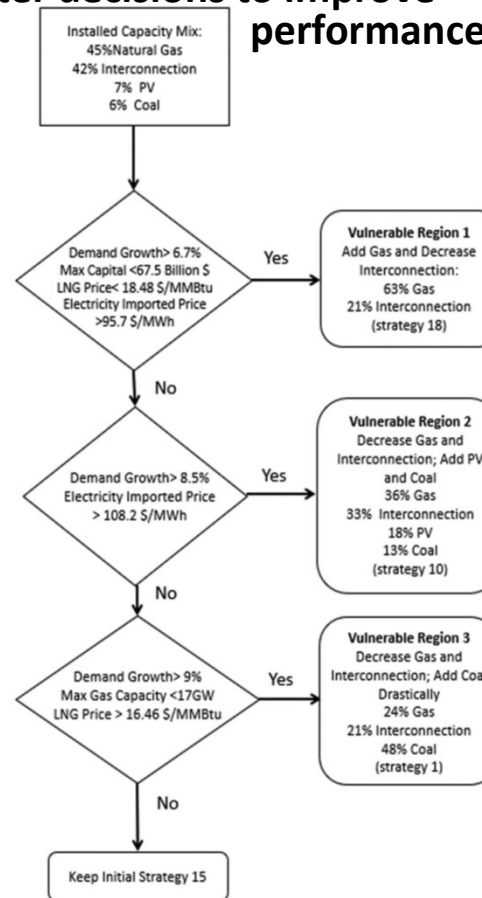 decisions to improve
performance
Installed Capacity Mix:
45%Natural Gas
42% Interconnection
7% PV
6% Coal
Demand Growth> 6.7%
Max Capital <67.5 Billion $
LNG Price< 18.48 $/MMBtu
Electricity Imported Price
>95.7 $/MWh
Yes
Vulnerable Region 1
Add Gas and Decrease
Interconnection:
63% Gas
21% Interconnection
(strategy 18)
No
Demand Growth> 8.5%
Electricity Imported Price
> 108.2 $/MWh
Yes
Vulnerable Region 2
Decrease Gas and
Interconnection; Add PV
and Coal
36% Gas
33% Interconnection
18% PV
13% Coal
(strategy 10)
No
Demand Growth> 9%
Max Gas Capacity <17GW
LNG Price > 16.46 $/MMBtu
Yes
Vulnerable Region 3
Decrease Gas and
Interconnection; Add Coal
Drastically
24% Gas
21% Interconnection
48% Coal
(strategy 1)
No
Keep Initial Strategy 15